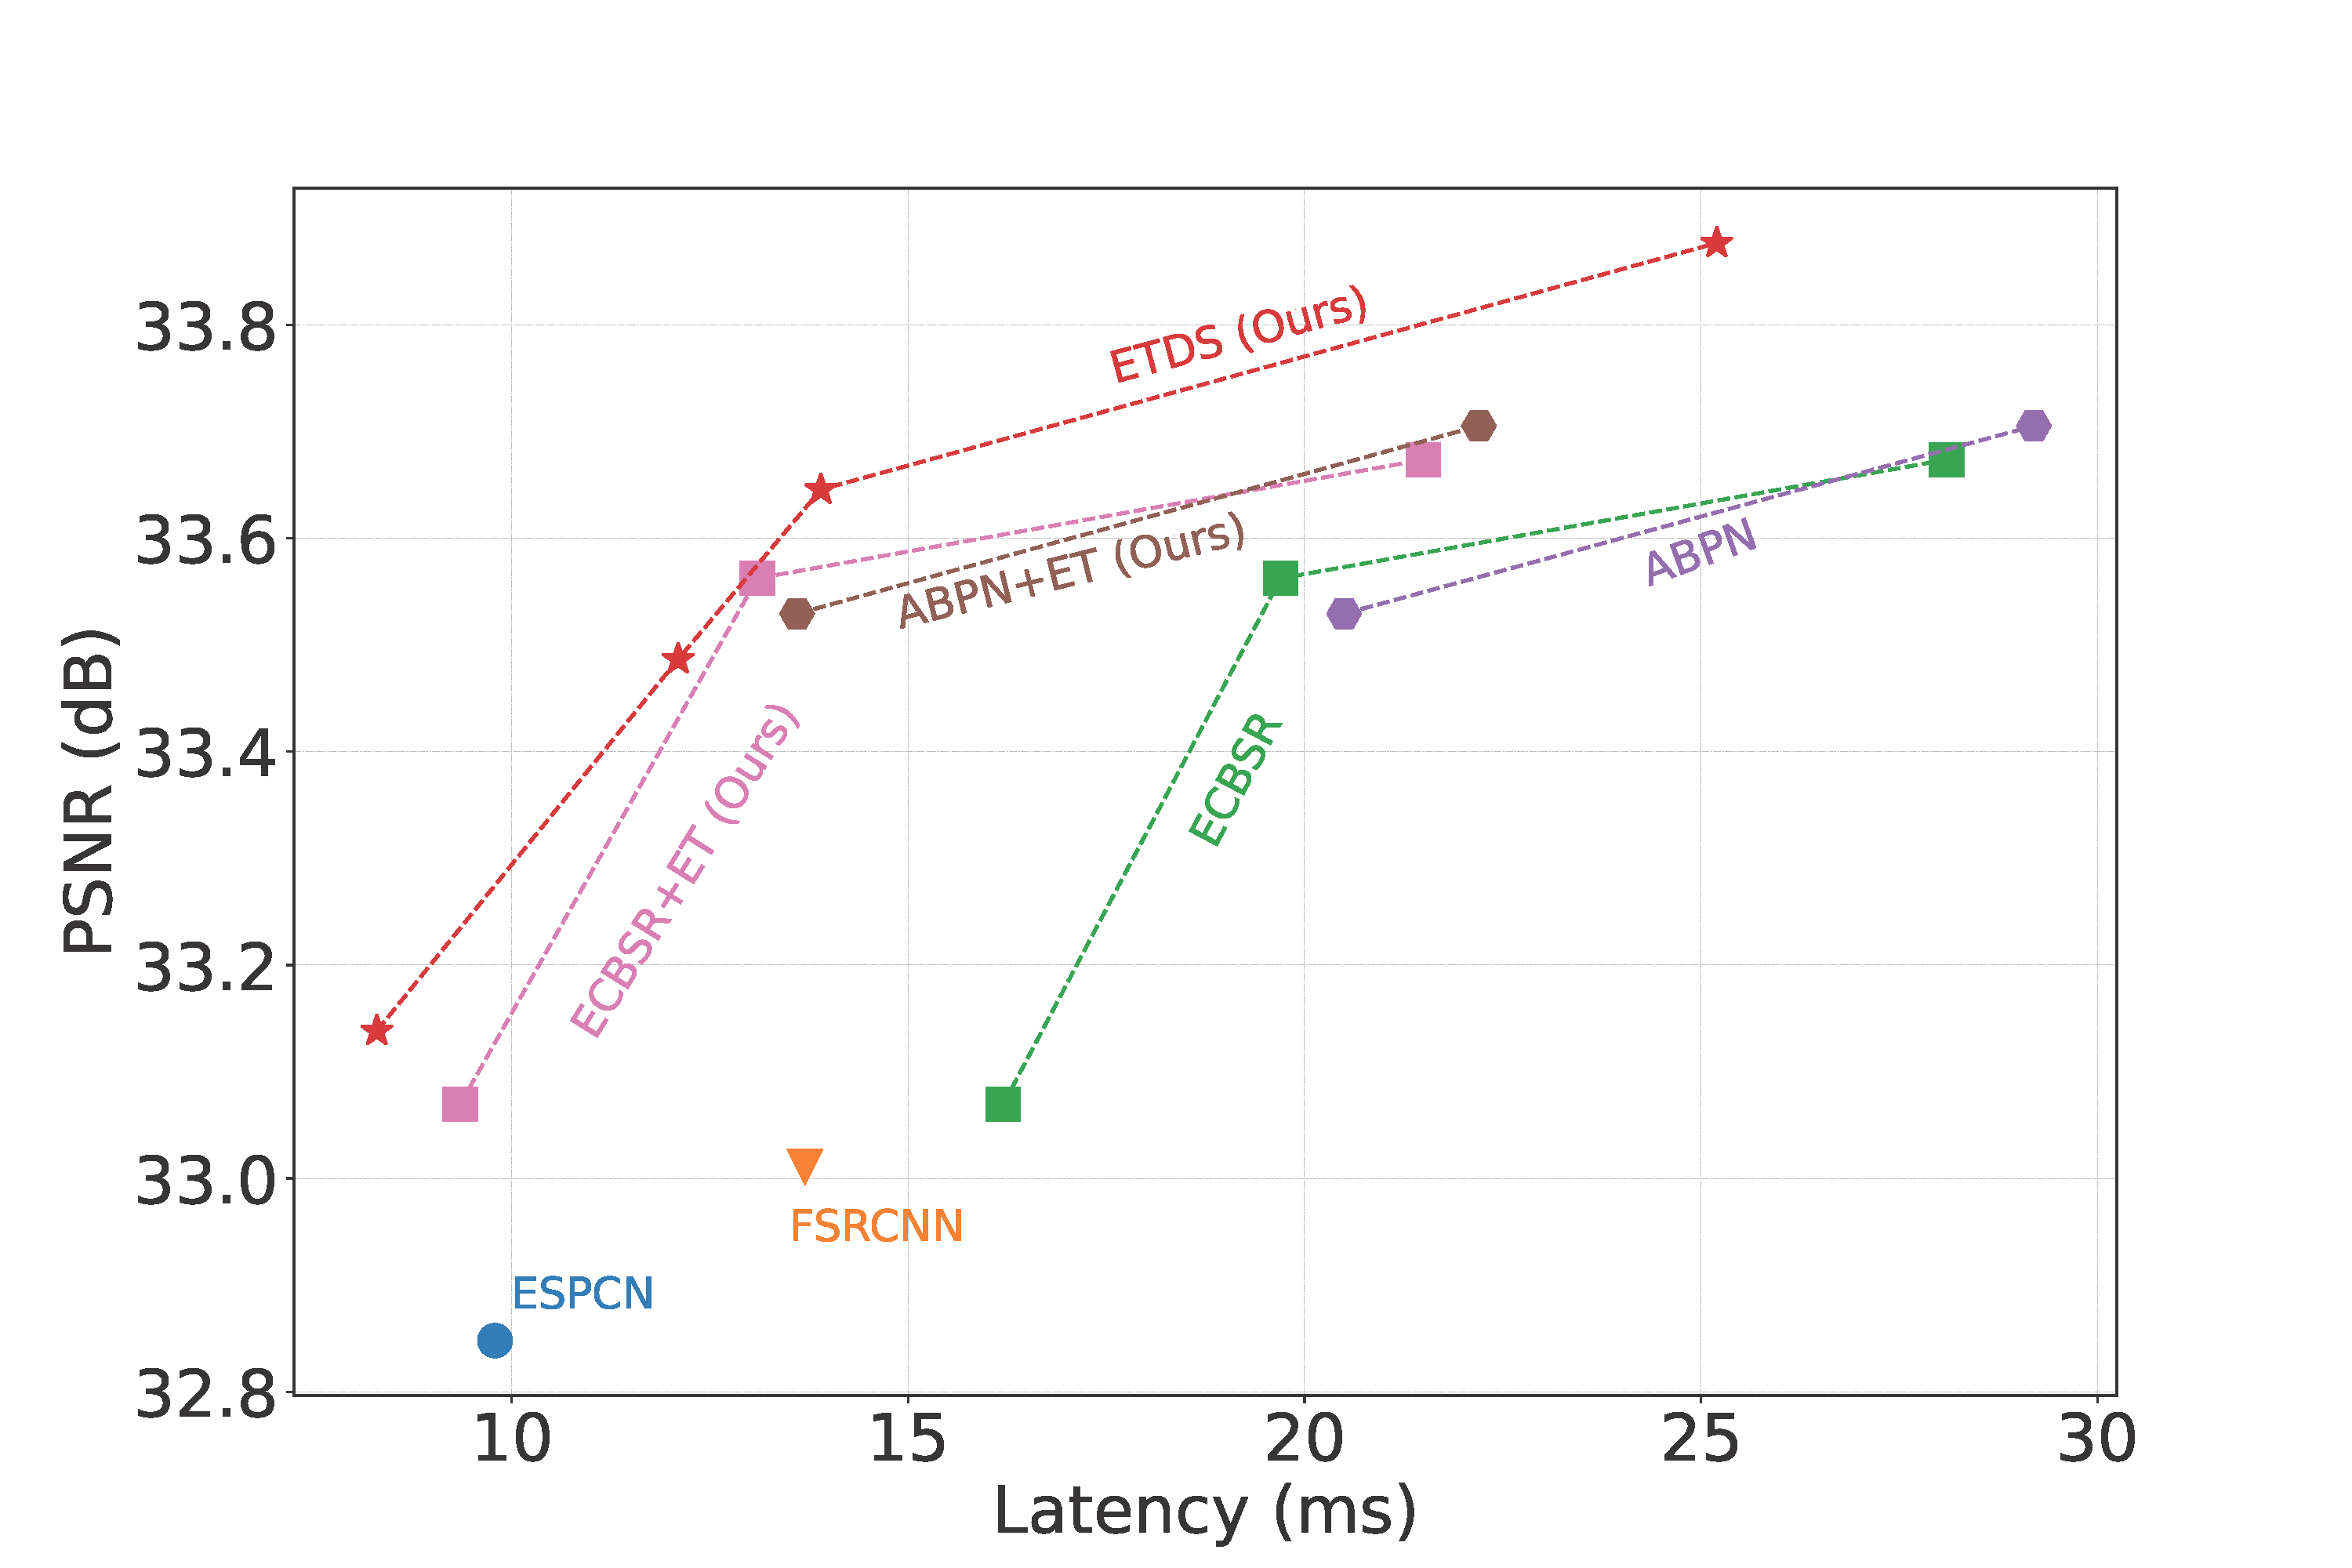 33.8
33.6
33.4
33.2
33.0
32.8
PSNR (dB)
ETDS (Ours)
ABPN+ET (Ours)
ABPN
ECBSR+ET (Ours)
ECBSR
FSRCNN
ESPCN
10 15 20 25 30
Latency (ms)